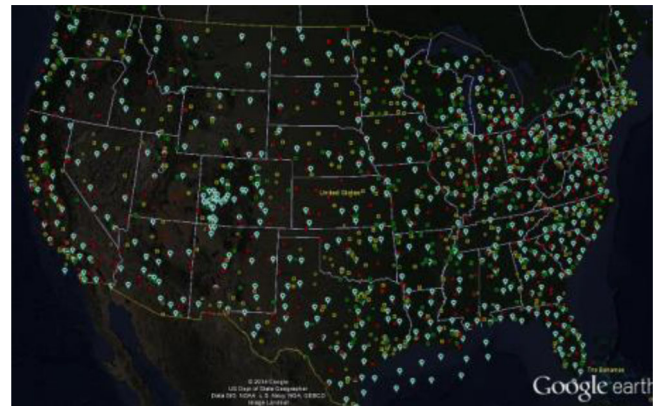 United States
The Bahamas
© 2014 Google
US Dept of State Geographer
Data SIO, NOAA, U.S. Navy, NGA, GEBCO
Image Landsat
Google earth